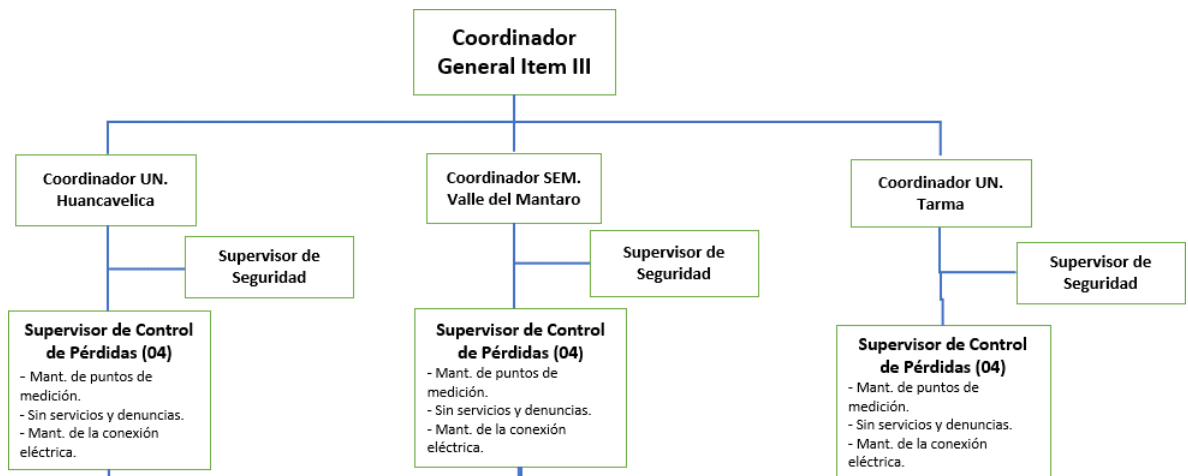 Coordinador
General Item III
Coordinador UN.
Huancavelica
Coordinador SEM.
Valle del Mantaro
Coordinador UN.
Tarma
Supervisor de
Seguridad
Supervisor de
Seguridad
Supervisor de
Seguridad
Supervisor de Control
de Pérdidas (04)
- Mant. de puntos de
medición.
- Sin servicios y denuncias.
- Mant. de la conexión
eléctrica.
Supervisor de Control
de Pérdidas (04)
- Mant. de puntos de
medición.
- Sin servicios y denuncias.
- Mant. de la conexión
eléctrica.
Supervisor de Control
de Pérdidas (04)
- Mant. de puntos de
medición.
- Sin servicios y denuncias.
- Mant. de la conexión
eléctrica.